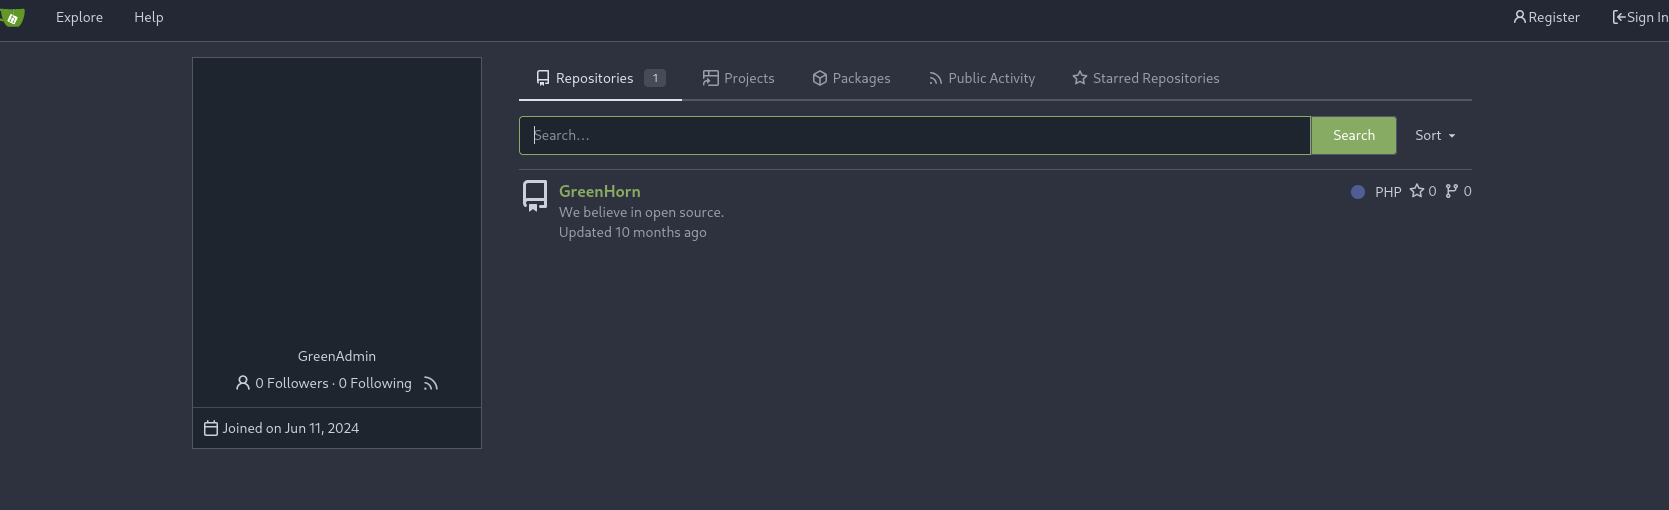 Explore Help Register Sign In
Repositories 1 Projects Packages Public Activity Starred Repositories
Search... Search Sort
GreenHorn PHP 0 0
We believe in open source.
Updated 10 months ago
GreenAdmin
0 Followers · 0 Following
Joined on Jun 11, 2024